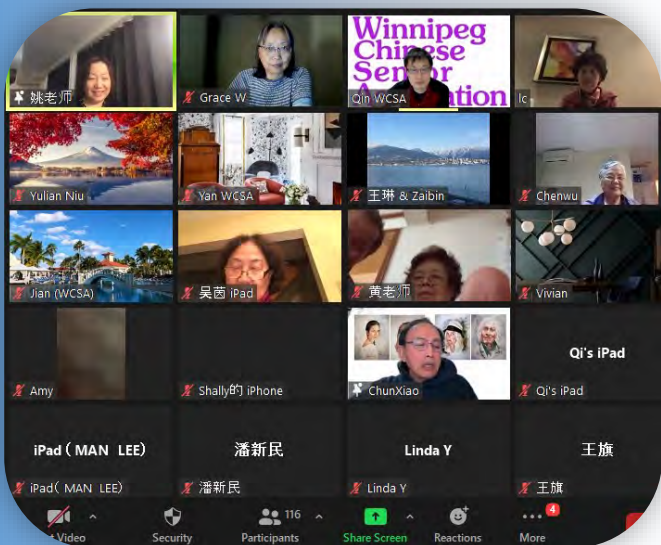 姚老师
Grace W
Winnipeg
Chinese
Qin WCSA
lc
Yulian Niu
Yan WCSA
王琳 & Zaibin
Chenwu
Jian (WCSA)
吴茵 iPad
黄老师
Vivian
Amy
Shally的 iPhone
ChunXiao
Qi's iPad
Qi's iPad
iPad ( MAN LEE)
潘新民
Linda Y
王旗
iPad( MAN LEE)
潘新民
Linda Y
王旗
Video
Security
116
Participants
Share Screen
Reactions
4
More